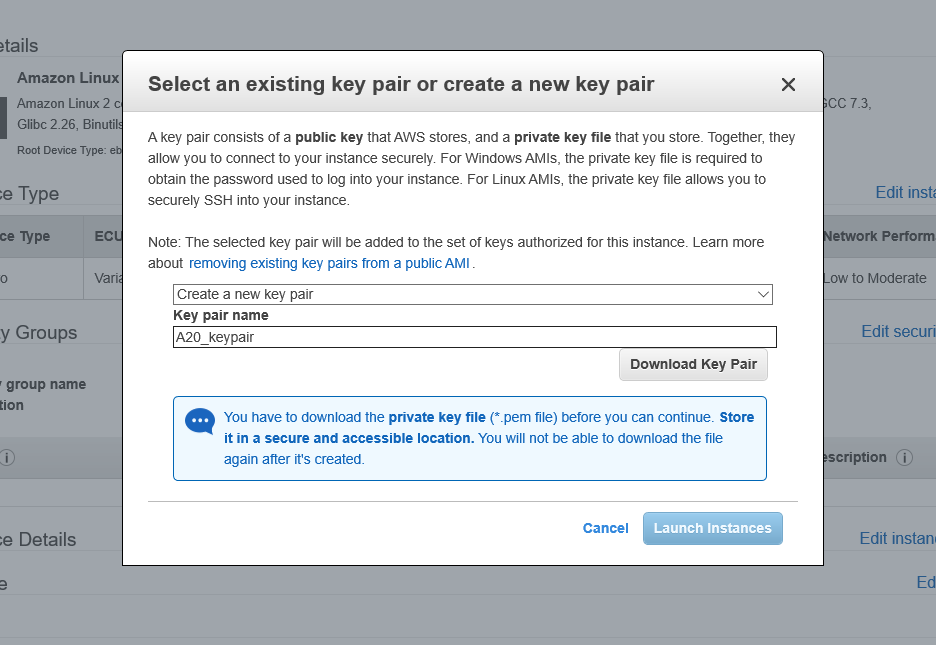 etails
Select an existing key pair or create a new key pair
Amazon Linux
Amazon Linux 2 co
GCC 7.3,
Glibc 2.26, Binutils
Root Device Type: eb
A key pair consists of a public key that AWS stores, and a private key file that you store. Together, they
allow you to connect to your instance securely. For Windows AMIs, the private key file is required to
obtain the password used to log into your instance. For Linux AMIs, the private key file allows you to
securely SSH into your instance.
ce Type
Edit insta
ce Type
ECU
Network Performa
Note: The selected key pair will be added to the set of keys authorized for this instance. Learn more
about removing existing key pairs from a public AMI.
o
Varia
Low to Moderate
Create a new key pair
Key pair name
A20_keypair
y Groups
Edit securi
Download Key Pair
y group name
tion
You have to download the private key file (*.pem file) before you can continue. Store
it in a secure and accessible location. You will not be able to download the file
again after it's created.
escription
Cancel
Launch Instances
ce Details
Edit instan
e
Ed